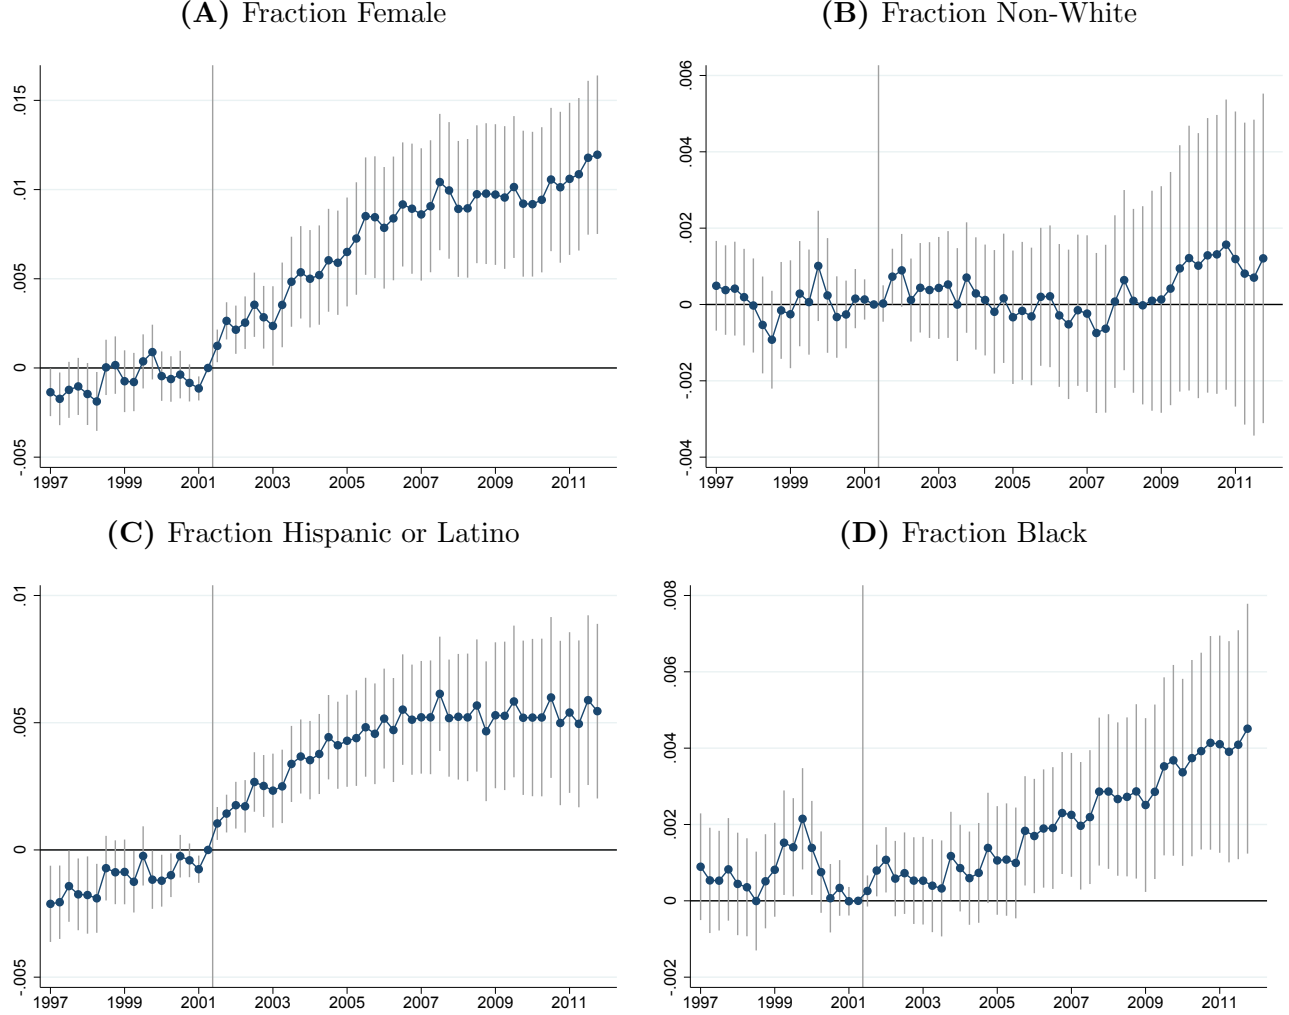 (A) Fraction Female
.015
.01
.005
0
-.005
1997 1999 2001 2003 2005 2007 2009 2011
(B) Fraction Non-White
.006
.004
.002
0
-.002
-.004
1997 1999 2001 2003 2005 2007 2009 2011
(C) Fraction Hispanic or Latino
.01
.005
0
-.005
1997 1999 2001 2003 2005 2007 2009 2011
(D) Fraction Black
.008
.006
.004
.002
0
-.002
1997 1999 2001 2003 2005 2007 2009 2011